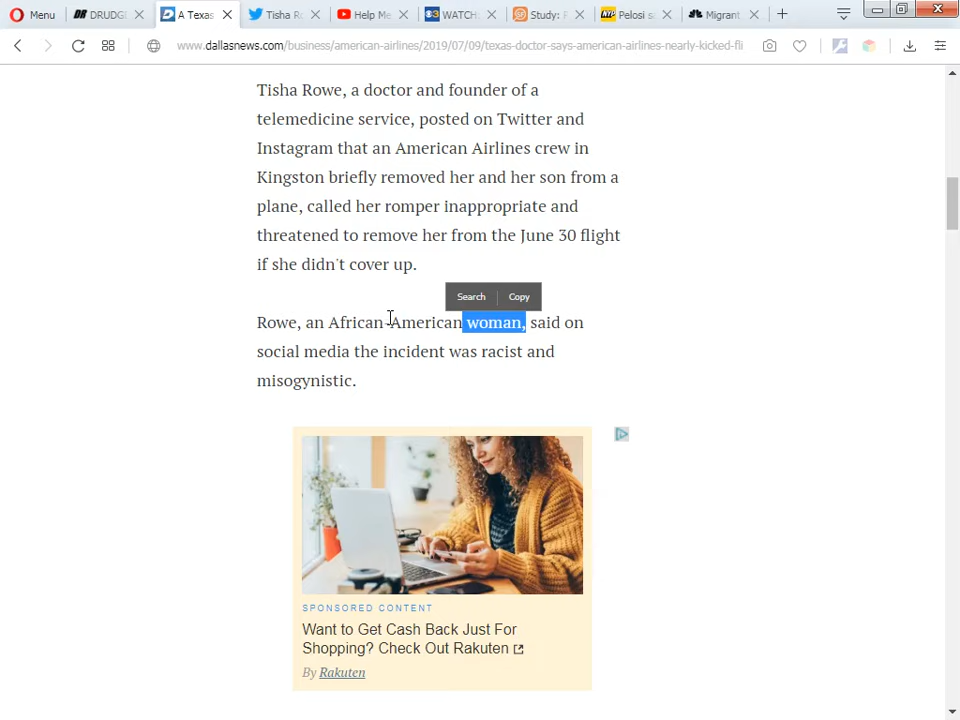 Menu
DRUDG
A Texas
Tisha R
Help Me
WATCH:
Study: F
Pelosi sa
Migrant
www.dallasnews.com/business/american-airlines/2019/07/09/texas-doctor-says-american-airlines-nearly-kicked-fli
Tisha Rowe, a doctor and founder of a
telemedicine service, posted on Twitter and
Instagram that an American Airlines crew in
Kingston briefly removed her and her son from a
plane, called her romper inappropriate and
threatened to remove her from the June 30 flight
if she didn't cover up.
Search
Copy
Rowe, an African-American woman, said on
social media the incident was racist and
misogynistic.
SPONSORED CONTENT
Want to Get Cash Back Just For
Shopping? Check Out Rakuten
By Rakuten